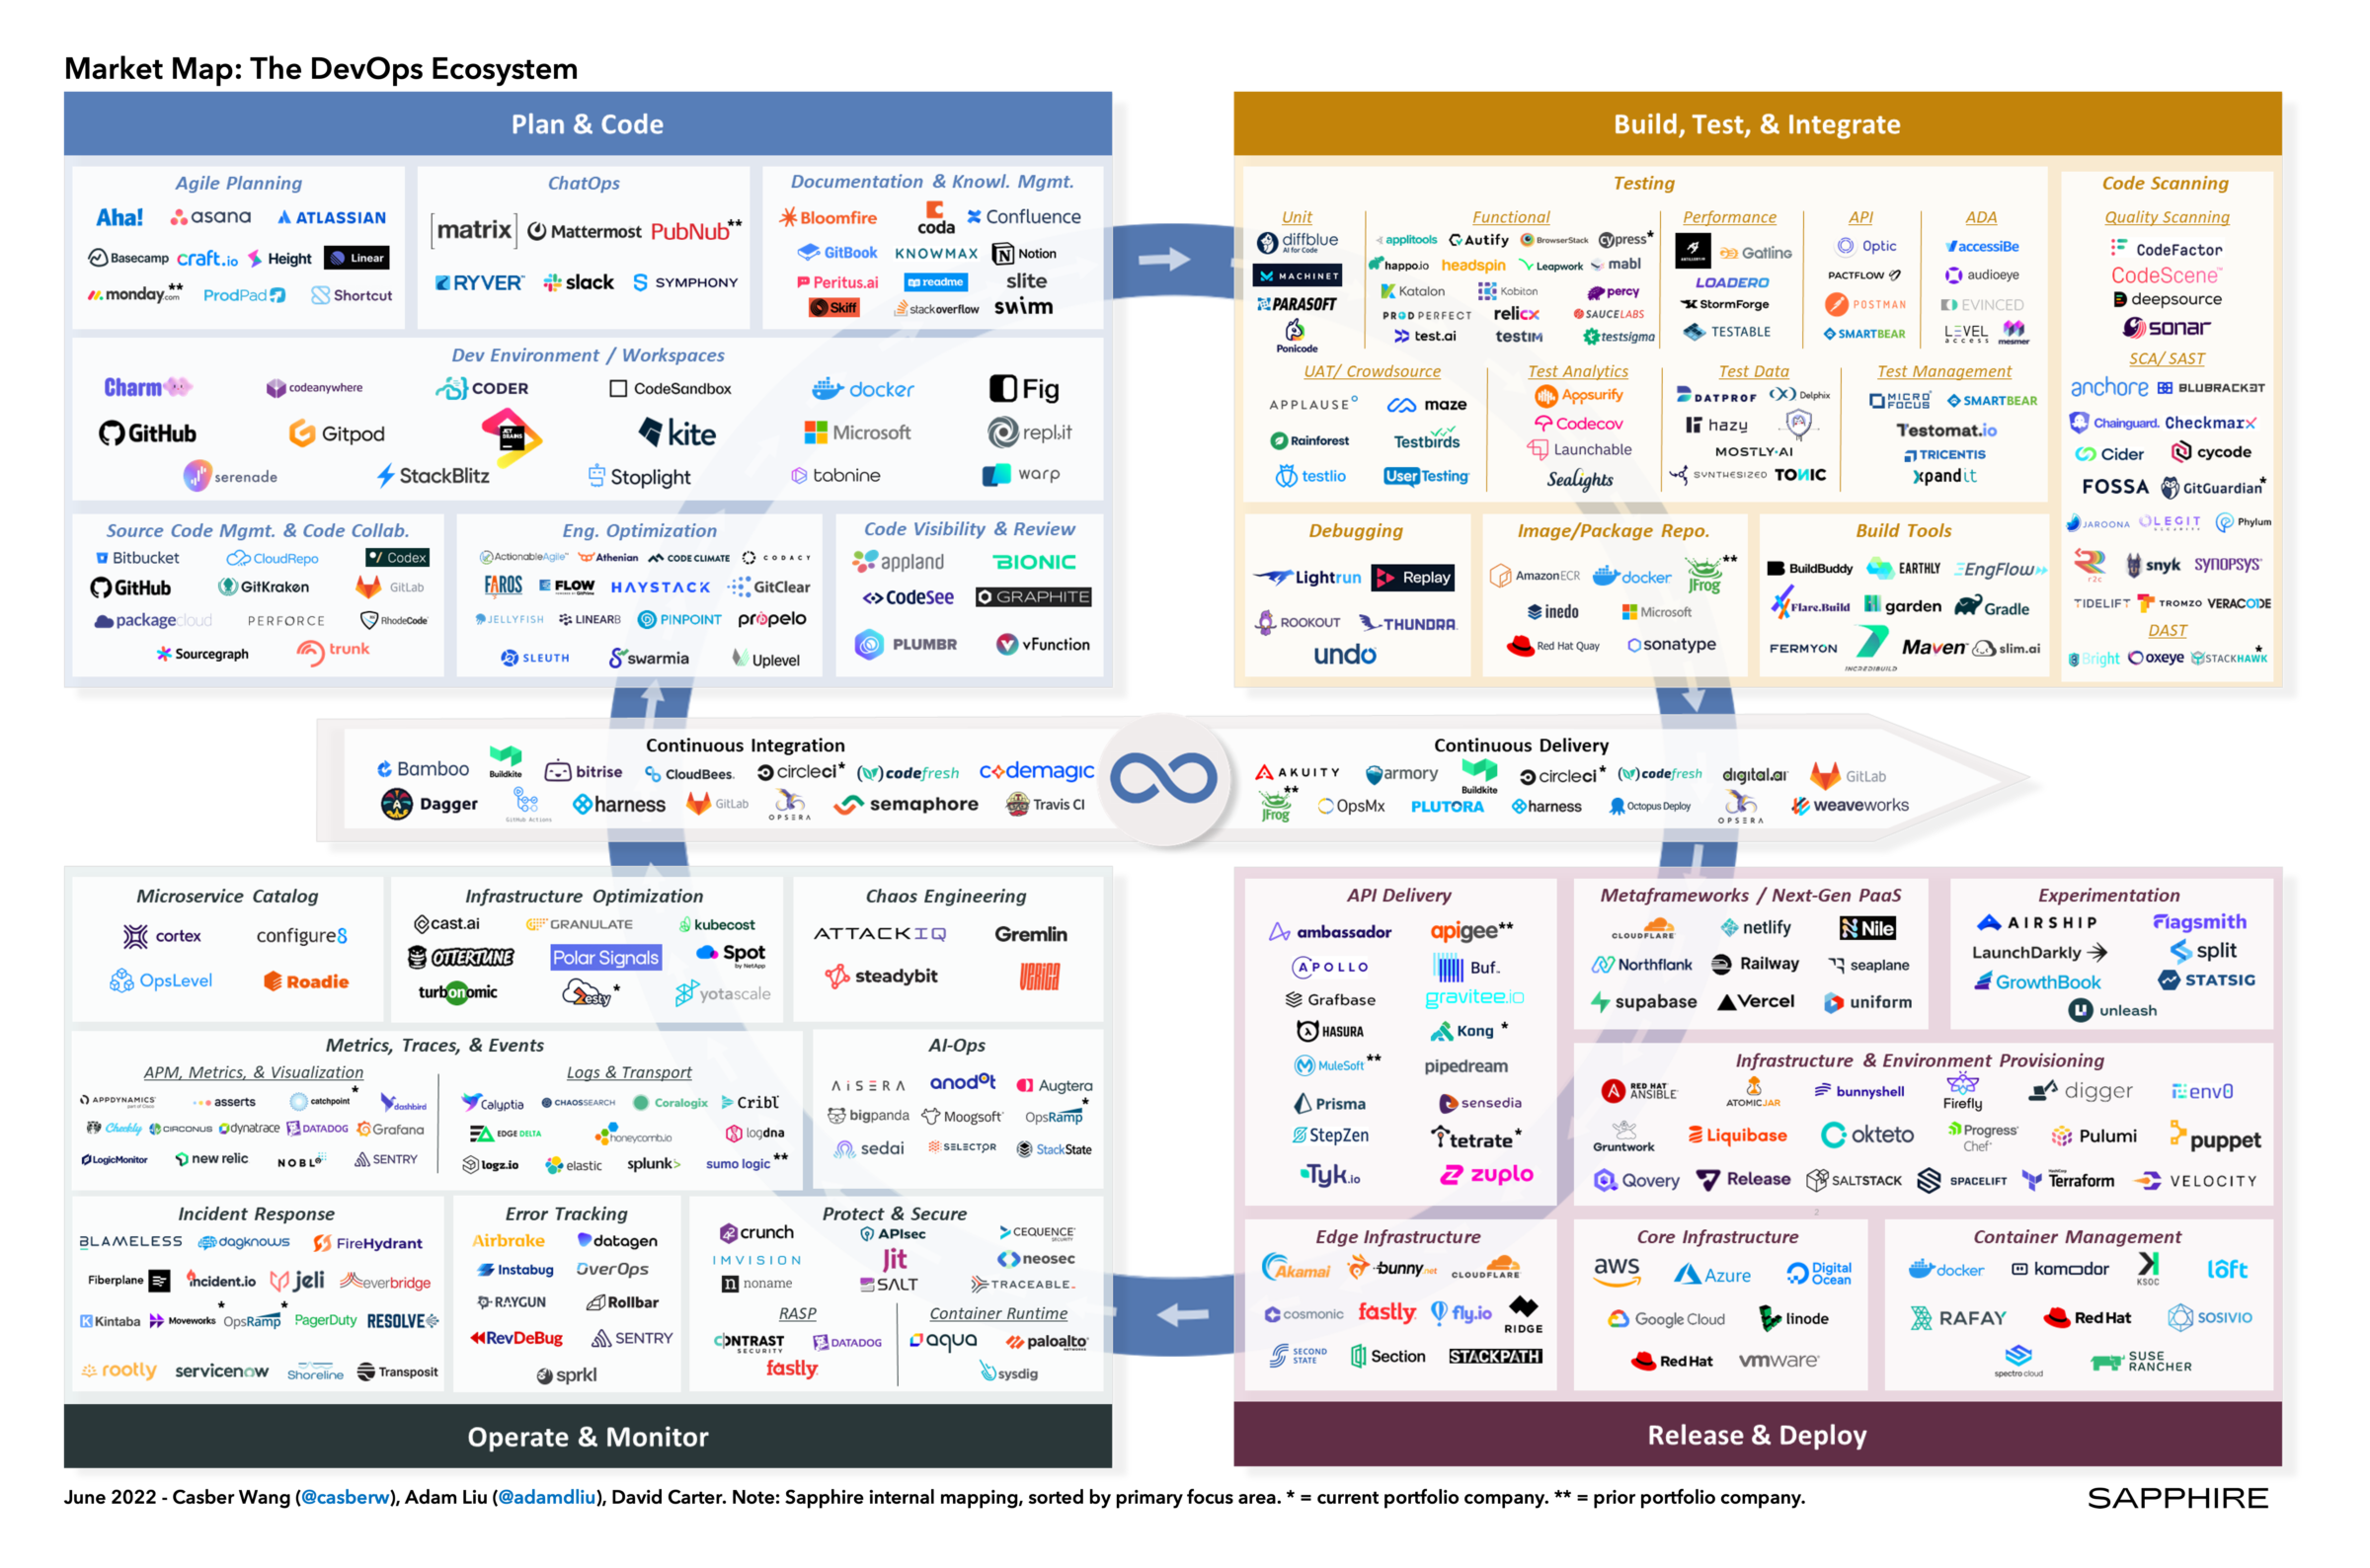 Market Map: The DevOps Ecosystem
Plan & Code
Agile Planning
Aha! asana ATLASSIAN
Basecamp craft.io Height Linear
monday.com** ProdPad Shortcut
ChatOps
[matrix] Mattermost PubNub**
RYVER slack SYMPHONY
Documentation & Knowl. Mgmt.
Bloomfire coda Confluence
GitBook KNOWMAX Notion
Peritus.ai readme slite
Skiff stackoverflow swimm
Dev Environment / Workspaces
Charm codeanywhere CODER CodeSandbox docker Fig
GitHub Gitpod JET BRAINS kite Microsoft repl.it
serenade StackBlitz Stoplight tabnine warp
Source Code Mgmt. & Code Collab.
Bitbucket CloudRepo Codex
GitHub GitKraken GitLab
packagecloud PERFORCE RhodeCode
Sourcegraph trunk
Eng. Optimization
ActionableAgile Athenian CODE CLIMATE CODACY
FAROS FLOW HAYSTACK GitClear
JELLYFISH LINEARB PINPOINT propelo
SLEUTH swarmia Uplevel
Code Visibility & Review
appland BIONIC
CodeSee GRAPHITE
PLUMBR vFunction
Build, Test, & Integrate
Testing
Unit
diffblue
AI for Code
MACHINET
PARASOFT
Ponicode
Functional
applitools Autify BrowserStack cypress*
happo.io headspin Leapwork mabl
Katalon Kobiton percy
PRODPERFECT relicx SAUCELABS
test.ai testim testsigma
Performance
Gatling
LOADERO
StormForge
TESTABLE
API
Optic
PACTFLOW
POSTMAN
SMARTBEAR
ADA
accessiBe
audioeye
EVINCED
LEVEL access mesmer
UAT/ Crowdsource
APPLAUSE maze
Rainforest Testbirds
testlio UserTesting
Test Analytics
Appsurify
Codecov
Launchable
Sealights
Test Data
DATPROF Delphix
hazy
MOSTLY·AI
SYNTHESIZED TONIC
Test Management
MICRO FOCUS SMARTBEAR
Testomat.io
TRICENTIS
xpandit
Code Scanning
Quality Scanning
CodeFactor
CodeScene
deepsource
sonar
SCA/ SAST
anchore BLUBRACKET
Chainguard. Checkmarx
Cider cycode
FOSSA GitGuardian*
JAROONA LEGIT SECURITY Phylum
r2c snyk SYNOPSYS
TIDELIFT TROMZO VERACODE
DAST
Bright oxeye STACKHAWK*
Debugging
Lightrun Replay
ROOKOUT THUNDRA
undo
Image/Package Repo.
Amazon ECR docker JFrog**
inedo Microsoft
Red Hat Quay sonatype
Build Tools
BuildBuddy EARTHLY EngFlow
Flare.Build garden Gradle
FERMYON INCREDIBUILD Maven slim.ai
Continuous Integration
Bamboo Buildkite bitrise CloudBees. circleci* codefresh codemagic
Dagger GitHub Actions harness GitLab OPSERA semaphore Travis CI
Continuous Delivery
AKUITY armory Buildkite circleci* codefresh digital.ai GitLab
JFrog** OpsMx PLUTORA harness Octopus Deploy OPSERA weaveworks
Microservice Catalog
cortex configure8
OpsLevel Roadie
Infrastructure Optimization
cast.ai GRANULATE kubecost
OTTERTUNE Polar Signals Spot
by NetApp
turbonomic zesty* yotascale
Chaos Engineering
ATTACKIQ Gremlin
steadybit VERICA
Metrics, Traces, & Events
APM, Metrics, & Visualization
APPDYNAMICS part of Cisco asserts catchpoint* dashbird
Checkly CIRCONUS dynatrace DATADOG Grafana
LogicMonitor new relic NOBL9 SENTRY
Logs & Transport
Calyptia CHAOSSEARCH Coralogix Cribl
EDGE DELTA honeycomb.io logdna
logz.io elastic splunk> sumo logic**
AI-Ops
AISERA anodot Augtera
bigpanda Moogsoft OpsRamp*
sedai SELECTOR StackState
Incident Response
BLAMELESS dagknows FireHydrant
Fiberplane incident.io jeli everbridge
Kintaba Moveworks* OpsRamp* PagerDuty RESOLVE
rootly servicenow Shoreline Transposit
Error Tracking
Airbrake datagen
Instabug OverOps
RAYGUN Rollbar
RevDeBug SENTRY
sprkl
Protect & Secure
42crunch APIsec CEQUENCE SECURITY
IMVISION Jit neosec
noname SALT TRACEABLE
RASP
CONTRAST SECURITY DATADOG
fastly
Container Runtime
aqua paloalto NETWORKS
sysdig
Operate & Monitor
API Delivery
ambassador apigee**
APOLLO Buf
Grafbase gravitee.io
HASURA Kong*
MuleSoft** pipedream
Prisma sensedia
StepZen tetrate*
Tyk.io zuplo
Metaframeworks / Next-Gen PaaS
CLOUDFLARE netlify Nile
Northflank Railway seaplane
supabase Vercel uniform
Experimentation
AIRSHIP Flagsmith
LaunchDarkly split
GrowthBook STATSIG
unleash
Infrastructure & Environment Provisioning
RED HAT ANSIBLE ATOMICJAR bunnyshell Firefly digger env0
Gruntwork Liquibase okteto Progress Chef Pulumi puppet
Qovery Release SALTSTACK SPACELIFT Terraform VELOCITY
2
Edge Infrastructure
Akamai bunny.net CLOUDFLARE
cosmonic fastly fly.io RIDGE
SECOND STATE Section STACKPATH
Core Infrastructure
aws Azure Digital Ocean
Google Cloud linode
Red Hat vmware
Container Management
docker komodor KSOC lôft
RAFAY Red Hat SOSIVIO
spectro cloud SUSE RANCHER
Release & Deploy
June 2022 - Casber Wang (@casberw), Adam Liu (@adamdliu), David Carter. Note: Sapphire internal mapping, sorted by primary focus area. * = current portfolio company. ** = prior portfolio company.
SAPPHIRE